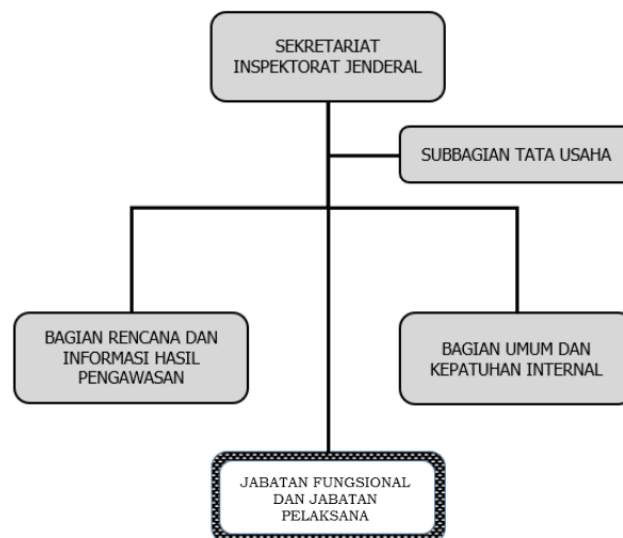 SEKRETARIAT
INSPEKTORAT JENDERAL
SUBBAGIAN TATA USAHA
BAGIAN RENCANA DAN
INFORMASI HASIL
PENGAWASAN
BAGIAN UMUM DAN
KEPATUHAN INTERNAL
JABATAN FUNGSIONAL
DAN JABATAN
PELAKSANA